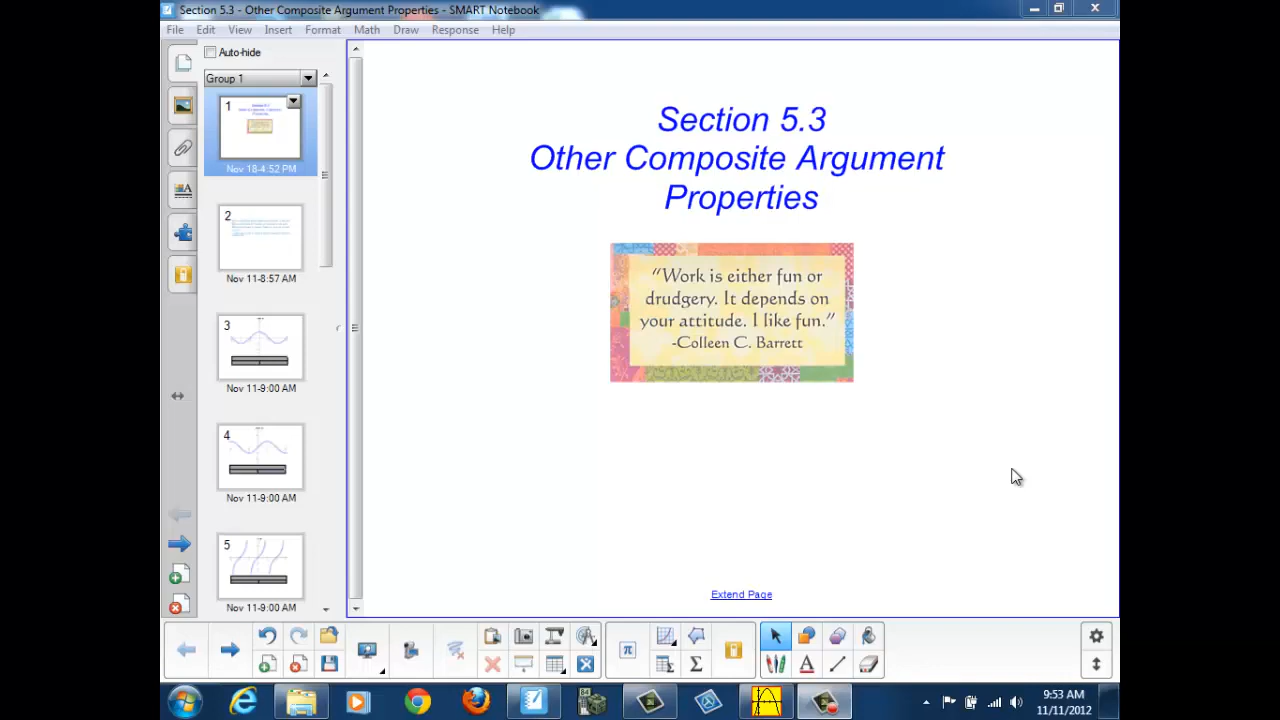 Section 5.3 - Other Composite Argument Properties - SMART Notebook
File Edit View Insert Format Math Draw Response Help
Auto-hide
Group 1
1
Nov 18-4:52 PM
2
Nov 11-8:57 AM
3
Nov 11-9:00 AM
4
Nov 11-9:00 AM
5
Nov 11-9:00 AM
Section 5.3
Other Composite Argument
Properties
“Work is either fun or
drudgery. It depends on
your attitude. I like fun.”
-Colleen C. Barrett
Extend Page
9:53 AM
11/11/2012